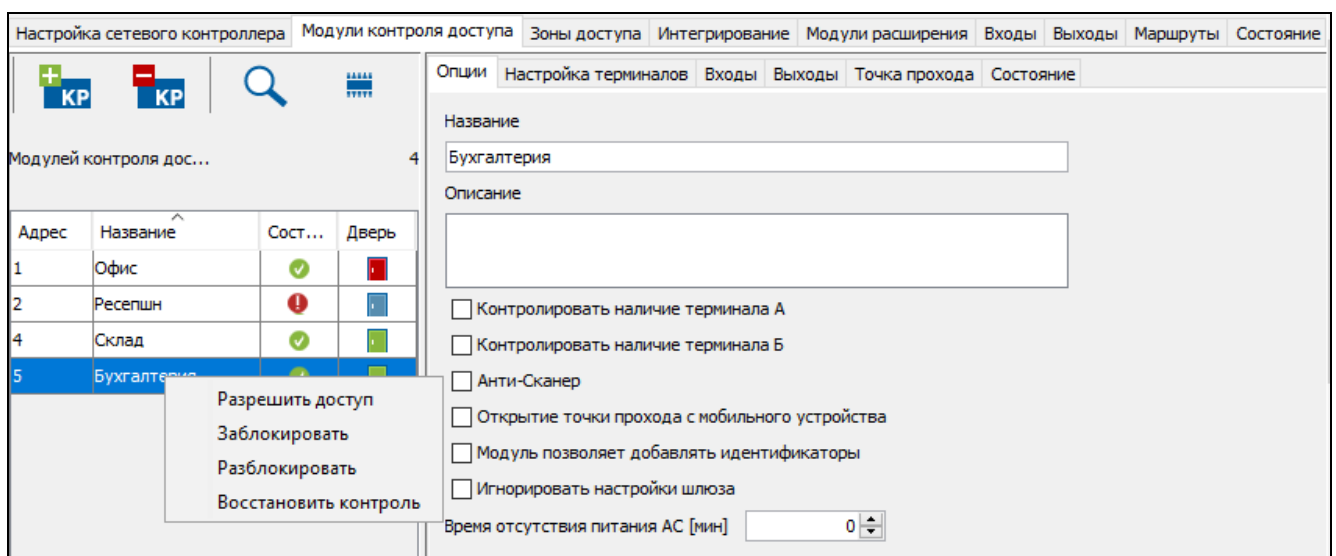 Настройка сетевого контроллера Модули контроля доступа Зоны доступа Интегрирование Модули расширения Входы Выходы Маршруты Состояние
КР КР
Модулей контроля дос... 4
Адрес Название Сост... Дверь
1 Офис
2 Ресепшн
4 Склад
5 Бухгалтерия
Разрешить доступ
Заблокировать
Разблокировать
Восстановить контроль
Опции Настройка терминалов Входы Выходы Точка прохода Состояние
Название
Бухгалтерия
Описание
Контролировать наличие терминала А
Контролировать наличие терминала Б
Анти-Сканер
Открытие точки прохода с мобильного устройства
Модуль позволяет добавлять идентификаторы
Игнорировать настройки шлюза
Время отсутствия питания АС [мин] 0